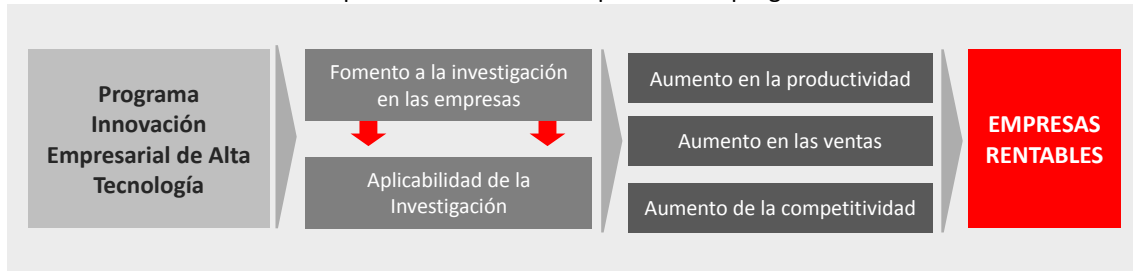 Programa
Innovación
Empresarial de Alta
Tecnología
Fomento a la investigación
en las empresas
Aplicabilidad de la
Investigación
Aumento en la productividad
Aumento en las ventas
Aumento de la competitividad
EMPRESAS
RENTABLES